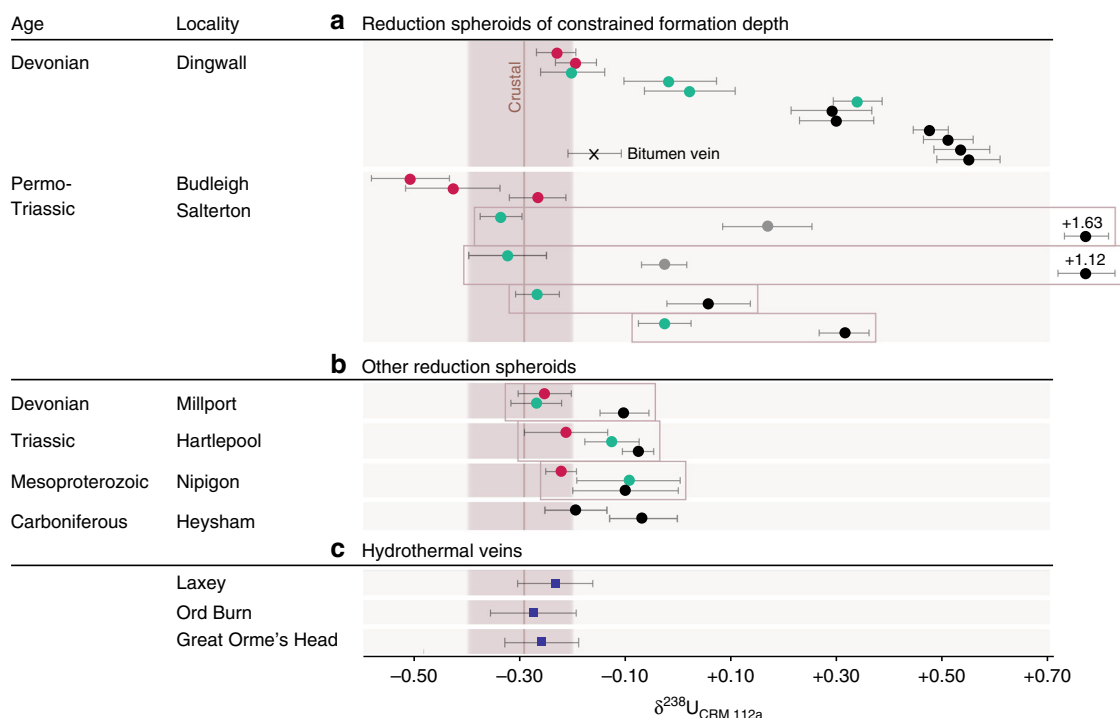 Age Locality a Reduction spheroids of constrained formation depth
Devonian Dingwall
Crustal
Bitumen vein
Permo- Budleigh
Triassic Salterton
+1.63
+1.12
b Other reduction spheroids
Devonian Millport
Triassic Hartlepool
Mesoproterozoic Nipigon
Carboniferous Heysham
c Hydrothermal veins
Laxey
Ord Burn
Great Orme's Head
–0.50 –0.30 –0.10 +0.10 +0.30 +0.50 +0.70
δ238U CRM 112a